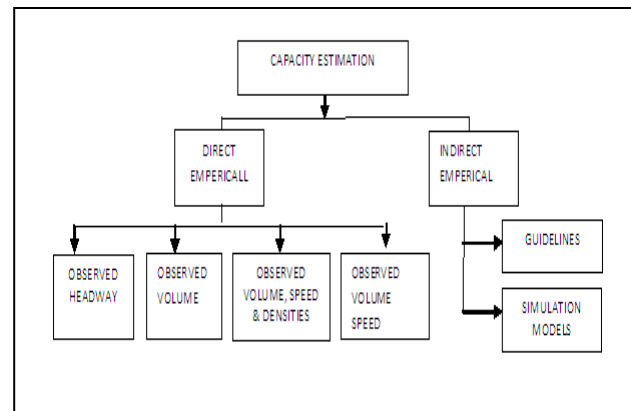 CAPACITY ESTIMATION
DIRECT
EMPERICALL
INDIRECT
EMPERICAL
OBSERVED
HEADWAY
OBSERVED
VOLUME
OBSERVED
VOLUME, SPEED
& DENSITIES
OBSERVED
VOLUME
SPEED
GUIDELINES
SIMULATION
MODELS